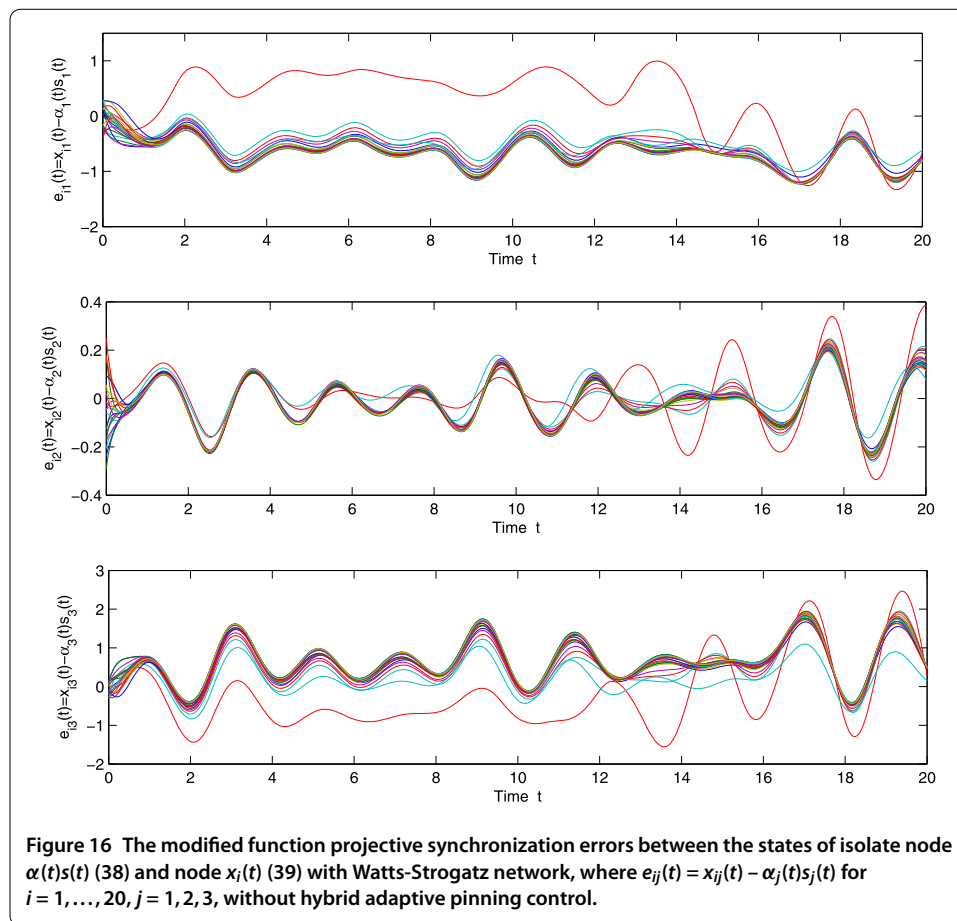 1
0
−1
−2
e_{i1}(t)=x_{i1}(t)−α_1(t)s_1(t)
0 2 4 6 8 10 12 14 16 18 20
Time t
0.4
0.2
0
−0.2
−0.4
e_{i2}(t)=x_{i2}(t)−α_2(t)s_2(t)
0 2 4 6 8 10 12 14 16 18 20
Time t
3
2
1
0
−1
−2
e_{i3}(t)=x_{i3}(t)−α_3(t)s_3(t)
0 2 4 6 8 10 12 14 16 18 20
Time t
Figure 16 The modified function projective synchronization errors between the states of isolate node
α(t)s(t) (38) and node x_i(t) (39) with Watts-Strogatz network, where e_{ij}(t) = x_{ij}(t) – α_j(t)s_j(t) for
i = 1, . . . , 20, j = 1, 2, 3, without hybrid adaptive pinning control.